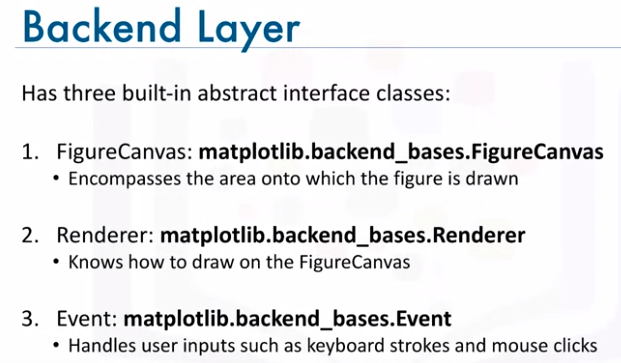 Backend Layer
Has three built-in abstract interface classes:
1. FigureCanvas: matplotlib.backend_bases.FigureCanvas
• Encompasses the area onto which the figure is drawn
2. Renderer: matplotlib.backend_bases.Renderer
• Knows how to draw on the FigureCanvas
3. Event: matplotlib.backend_bases.Event
• Handles user inputs such as keyboard strokes and mouse clicks